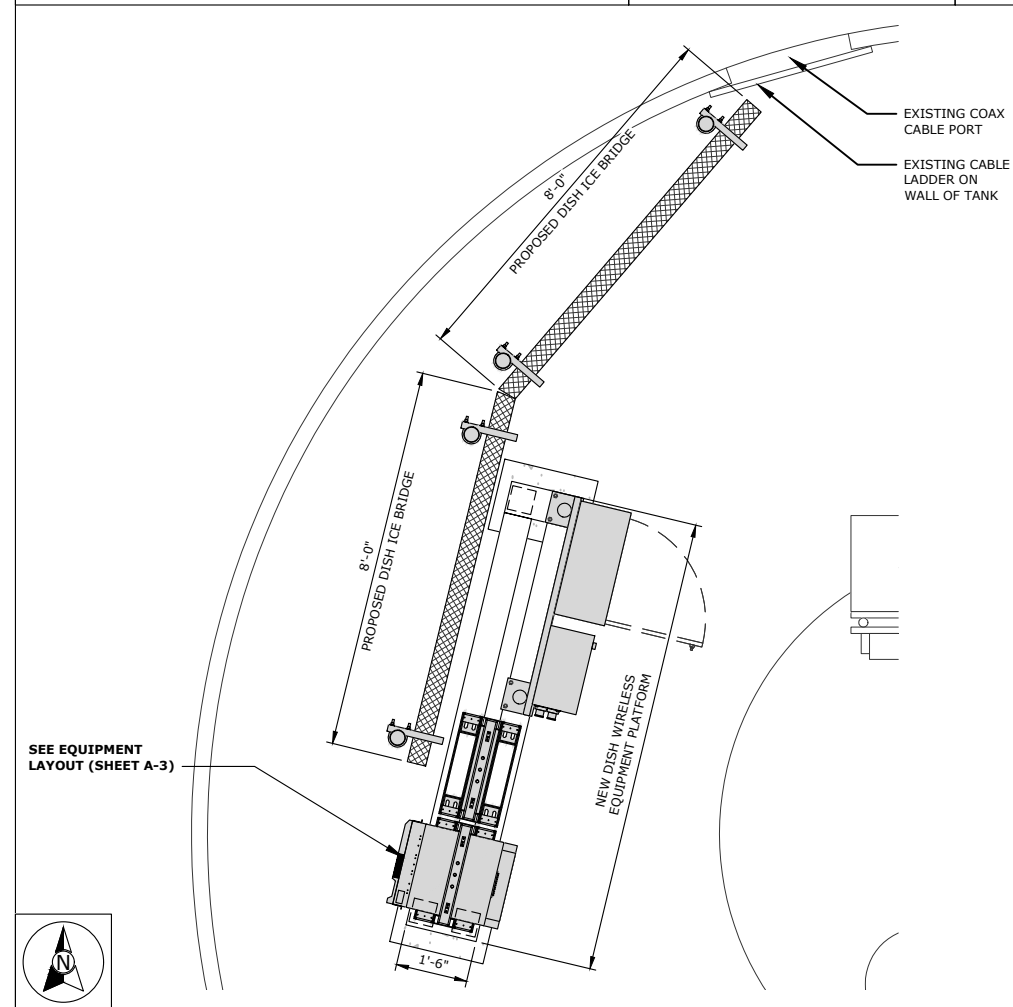 EXISTING COAX
CABLE PORT
EXISTING CABLE
LADDER ON
WALL OF TANK
8'-0"
PROPOSED DISH ICE BRIDGE
8'-0"
PROPOSED DISH ICE BRIDGE
NEW DISH WIRELESS
EQUIPMENT PLATFORM
SEE EQUIPMENT
LAYOUT (SHEET A-3)
1'-6"
N